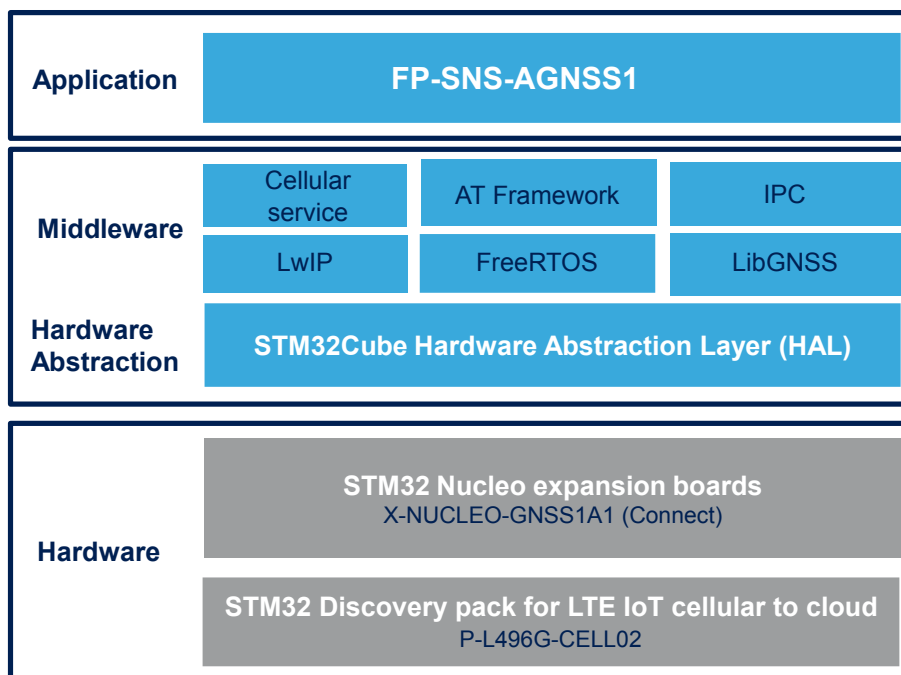 Application
FP-SNS-AGNSS1
Middleware
Cellular
service
AT Framework
IPC
LwIP
FreeRTOS
LibGNSS
Hardware
Abstraction
STM32Cube Hardware Abstraction Layer (HAL)
Hardware
STM32 Nucleo expansion boards
X-NUCLEO-GNSS1A1 (Connect)
STM32 Discovery pack for LTE IoT cellular to cloud
P-L496G-CELL02